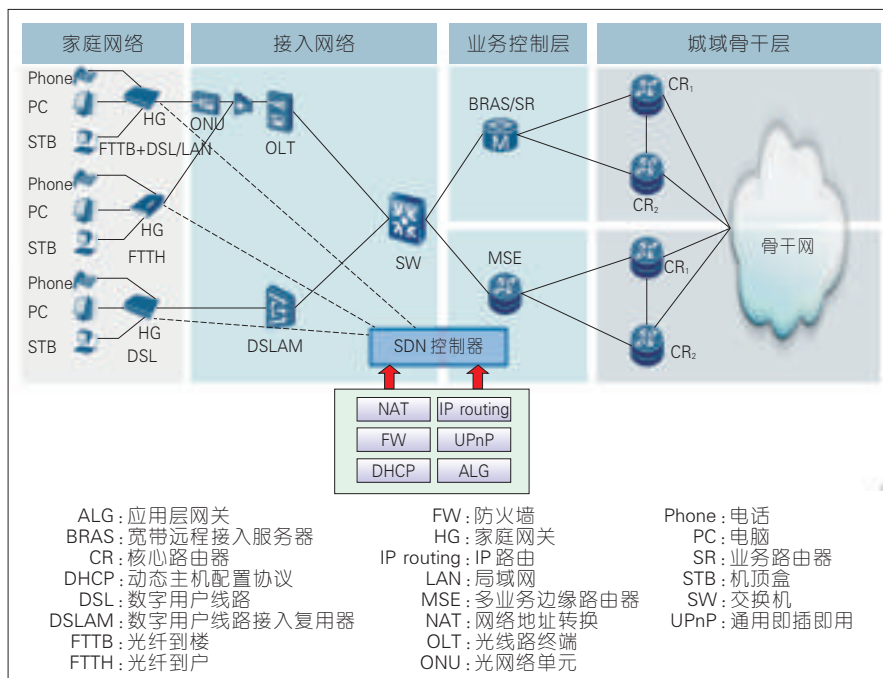 家庭网络 接入网络 业务控制层 城域骨干层
Phone
PC
STB
HG
FTTB+DSL/LAN
ONU
OLT
Phone
PC
STB
HG
FTTH
Phone
PC
STB
HG
DSL
DSLAM
SW
BRAS/SR
M
MSE
CR₁
CR₂
CR₁
CR₂
骨干网
SDN 控制器
NAT IP routing
FW UPnP
DHCP ALG
ALG：应用层网关
BRAS：宽带远程接入服务器
CR：核心路由器
DHCP：动态主机配置协议
DSL：数字用户线路
DSLAM：数字用户线路接入复用器
FTTB：光纤到楼
FTTH：光纤到户
FW：防火墙
HG：家庭网关
IP routing：IP 路由
LAN：局域网
MSE：多业务边缘路由器
NAT：网络地址转换
OLT：光线路终端
ONU：光网络单元
Phone：电话
PC：电脑
SR：业务路由器
STB：机顶盒
SW：交换机
UPnP：通用即插即用